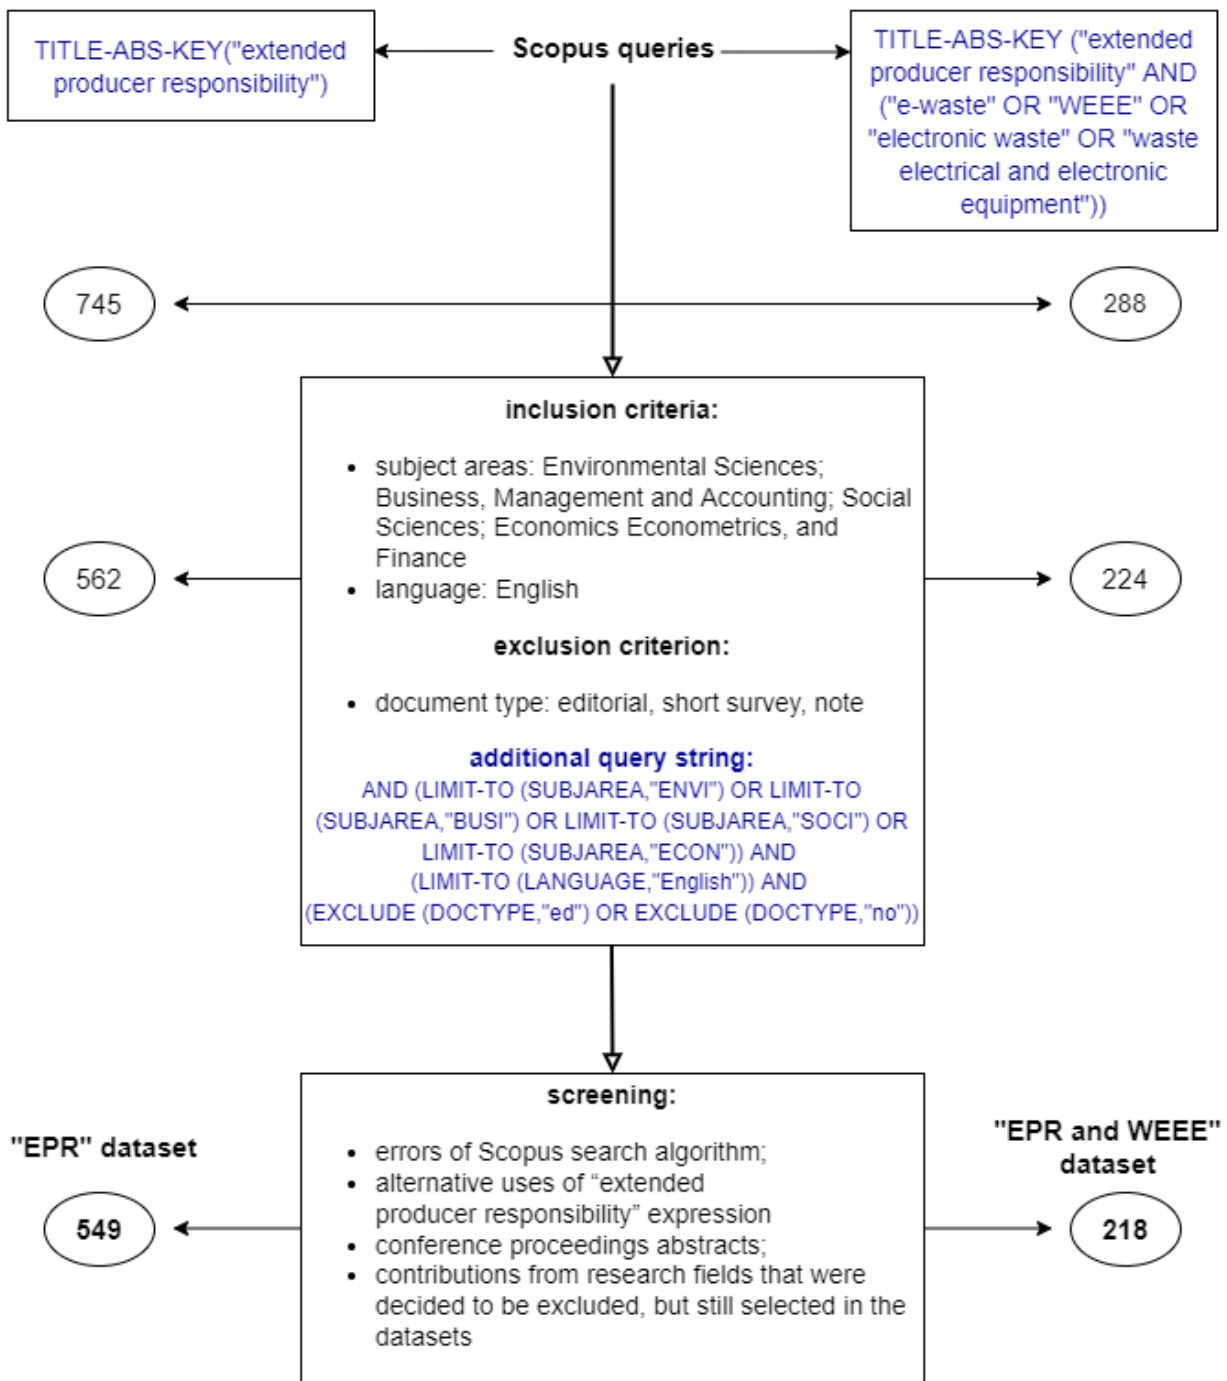 Scopus queries
TITLE-ABS-KEY("extended
producer responsibility")
TITLE-ABS-KEY ("extended
producer responsibility" AND
("e-waste" OR "WEEE" OR
"electronic waste" OR "waste
electrical and electronic
equipment"))
745
288
inclusion criteria:
• subject areas: Environmental Sciences;
Business, Management and Accounting; Social
Sciences; Economics Econometrics, and
Finance
• language: English
562
224
exclusion criterion:
• document type: editorial, short survey, note
additional query string:
AND (LIMIT-TO (SUBJAREA,"ENVI") OR LIMIT-TO
(SUBJAREA,"BUSI") OR LIMIT-TO (SUBJAREA,"SOCI") OR
LIMIT-TO (SUBJAREA,"ECON")) AND
(LIMIT-TO (LANGUAGE,"English")) AND
(EXCLUDE (DOCTYPE,"ed") OR EXCLUDE (DOCTYPE,"no"))
screening:
• errors of Scopus search algorithm;
• alternative uses of “extended
producer responsibility” expression
• conference proceedings abstracts;
• contributions from research fields that were
decided to be excluded, but still selected in the
datasets
"EPR" dataset
549
"EPR and WEEE"
dataset
218